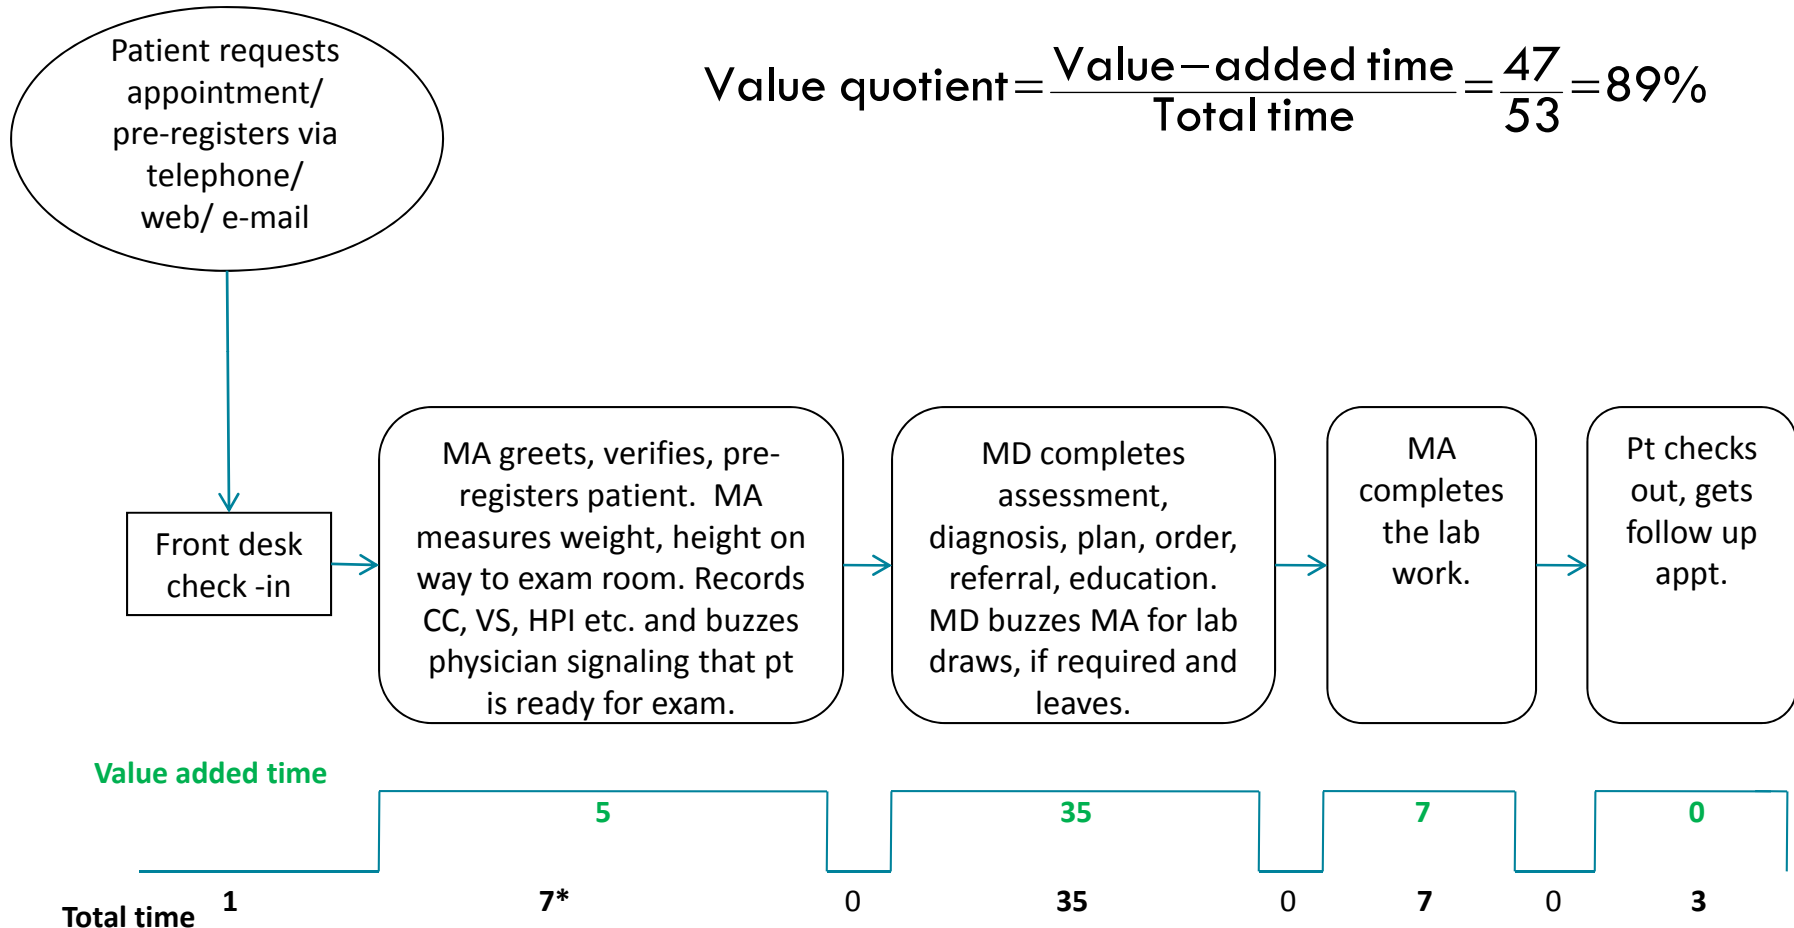 Patient requests
appointment/
pre-registers via
telephone/
web/ e-mail
Value quotient = Value–added time / Total time = 47 / 53 = 89%
Front desk
check -in
MA greets, verifies, pre-
registers patient.  MA
measures weight, height on
way to exam room. Records
CC, VS, HPI etc. and buzzes
physician signaling that pt
is ready for exam.
MD completes
assessment,
diagnosis, plan, order,
referral, education.
MD buzzes MA for lab
draws, if required and
leaves.
MA
completes
the lab
work.
Pt checks
out, gets
follow up
appt.
Value added time
5 35 7 0
Total time 1 7* 0 35 0 7 0 3